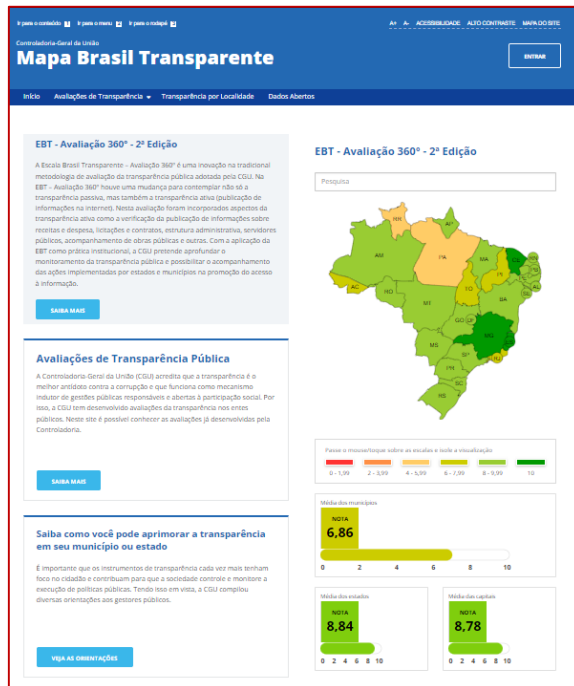 Ir para o conteúdo 1 Ir para o menu 2 Ir para o rodapé 3
A+ A- ACESSIBILIDADE ALTO CONTRASTE MAPA DO SITE
Controladoria-Geral da União
Mapa Brasil Transparente
ENTRAR
Início Avaliações de Transparência Transparência por Localidade Dados Abertos
EBT - Avaliação 360° - 2ª Edição
A Escala Brasil Transparente – Avaliação 360° é uma inovação na tradicional
metodologia de avaliação da transparência pública adotada pela CGU. Na
EBT – Avaliação 360° houve uma mudança para contemplar não só a
transparência passiva, mas também a transparência ativa (publicação de
informações na internet). Nesta avaliação foram incorporados aspectos da
transparência ativa como a verificação da publicação de informações sobre
receitas e despesa, licitações e contratos, estrutura administrativa, servidores
públicos, acompanhamento de obras públicas e outras. Com a aplicação da
EBT como prática institucional, a CGU pretende aprofundar o
monitoramento da transparência pública e possibilitar o acompanhamento
das ações implementadas por estados e municípios na promoção do acesso
à informação.
SAIBA MAIS
Avaliações de Transparência Pública
A Controladoria Geral da União (CGU) acredita que a transparência é o
melhor antídoto contra a corrupção e que funciona como mecanismo
indutor de gestões públicas responsáveis e abertas à participação social. Por
isso, a CGU tem desenvolvido avaliações da transparência nos entes
públicos. Neste site é possível conhecer as avaliações já desenvolvidas pela
Controladoria.
SAIBA MAIS
Saiba como você pode aprimorar a transparência
em seu município ou estado
É importante que os instrumentos de transparência cada vez mais tenham
foco no cidadão e contribuam para que a sociedade controle e monitore a
execução de políticas públicas. Tendo isso em vista, a CGU compilou
diversas orientações aos gestores públicos.
VEJA AS ORIENTAÇÕES
EBT - Avaliação 360° - 2ª Edição
Pesquisa
RR AP
AM PA MA CE RN
PB
PI
AC TO AL
RO BA
MT
GO DF
MG
MS
SP RJ
PR
SC
RS
Passe o mouse/toque sobre as escalas e isole a visualização
0 - 1,99 2 - 3,99 4 - 5,99 6 - 7,99 8 - 9,99 10
Média dos municípios
NOTA
6,86
0 2 4 6 8 10
Média dos estados Média das capitais
NOTA NOTA
8,84 8,78
0 2 4 6 8 10 0 2 4 6 8 10